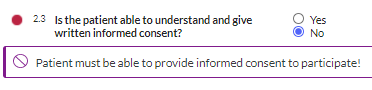 2.3 Is the patient able to understand and give Yes
written informed consent? No
Patient must be able to provide informed consent to participate!